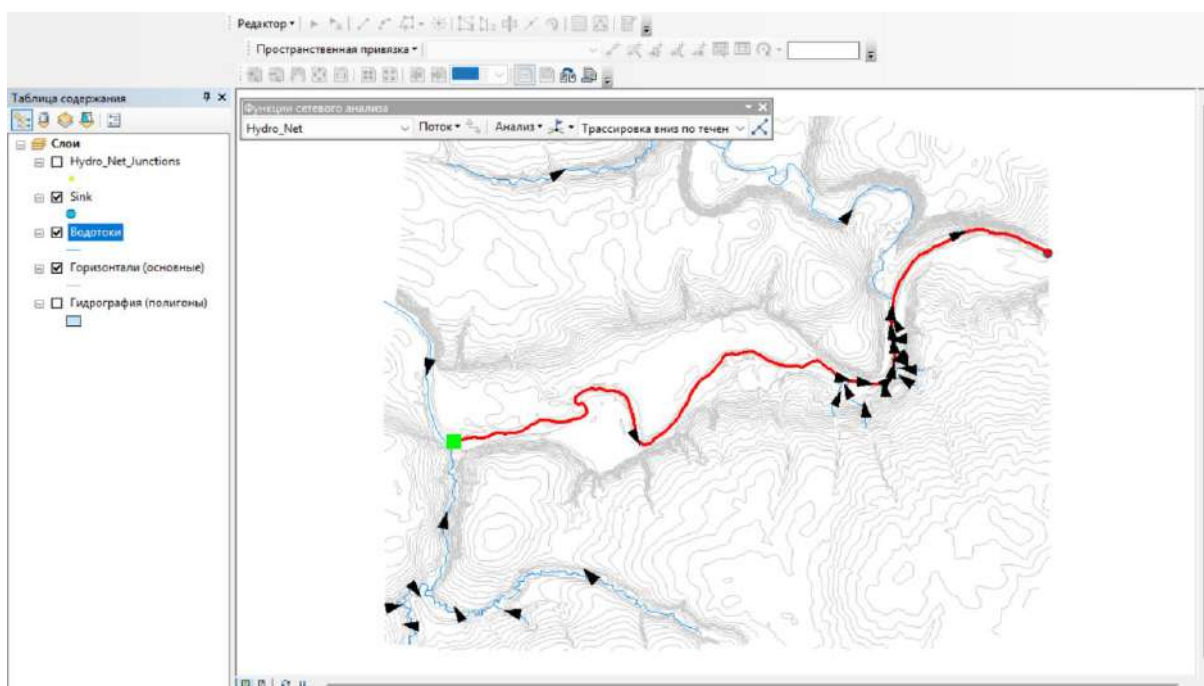 Редактор
Пространственная привязка
Таблица содержания
Функции сетевого анализа
Hydro_Net
Поток
Анализ
Трассировка вниз по течен
Слои
Hydro_Net_Junctions
Sink
Водотоки
Горизонтали (основные)
Гидрография (полигоны)